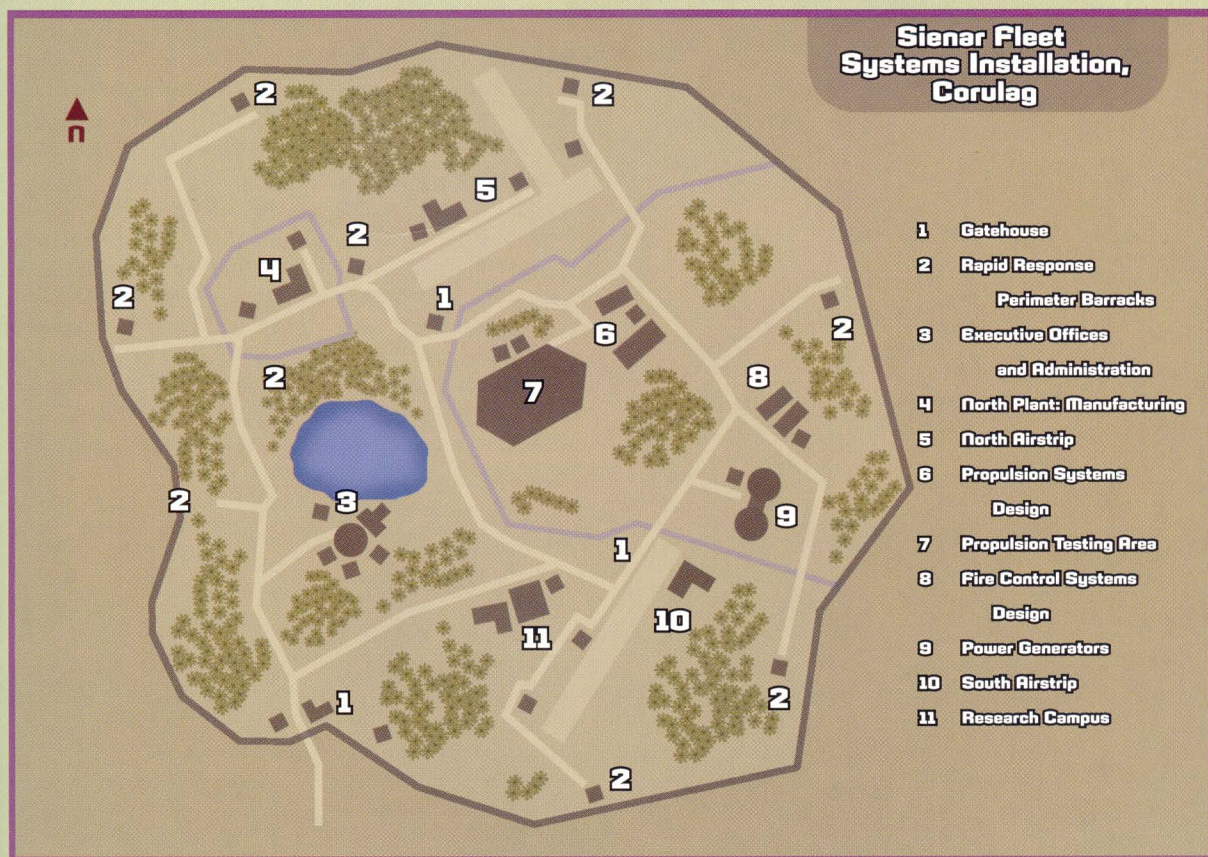 Sienar Fleet
Systems Installation,
Corulag
n
2
2
5
2
4
2
1
6
2
7
8
2
2
3
9
1
10
11
2
1
2
1 Gatehouse
2 Rapid Response
Perimeter Barracks
3 Executive Offices
and Administration
4 North Plant: Manufacturing
5 North Airstrip
6 Propulsion Systems
Design
7 Propulsion Testing Area
8 Fire Control Systems
Design
9 Power Generators
10 South Airstrip
11 Research Campus